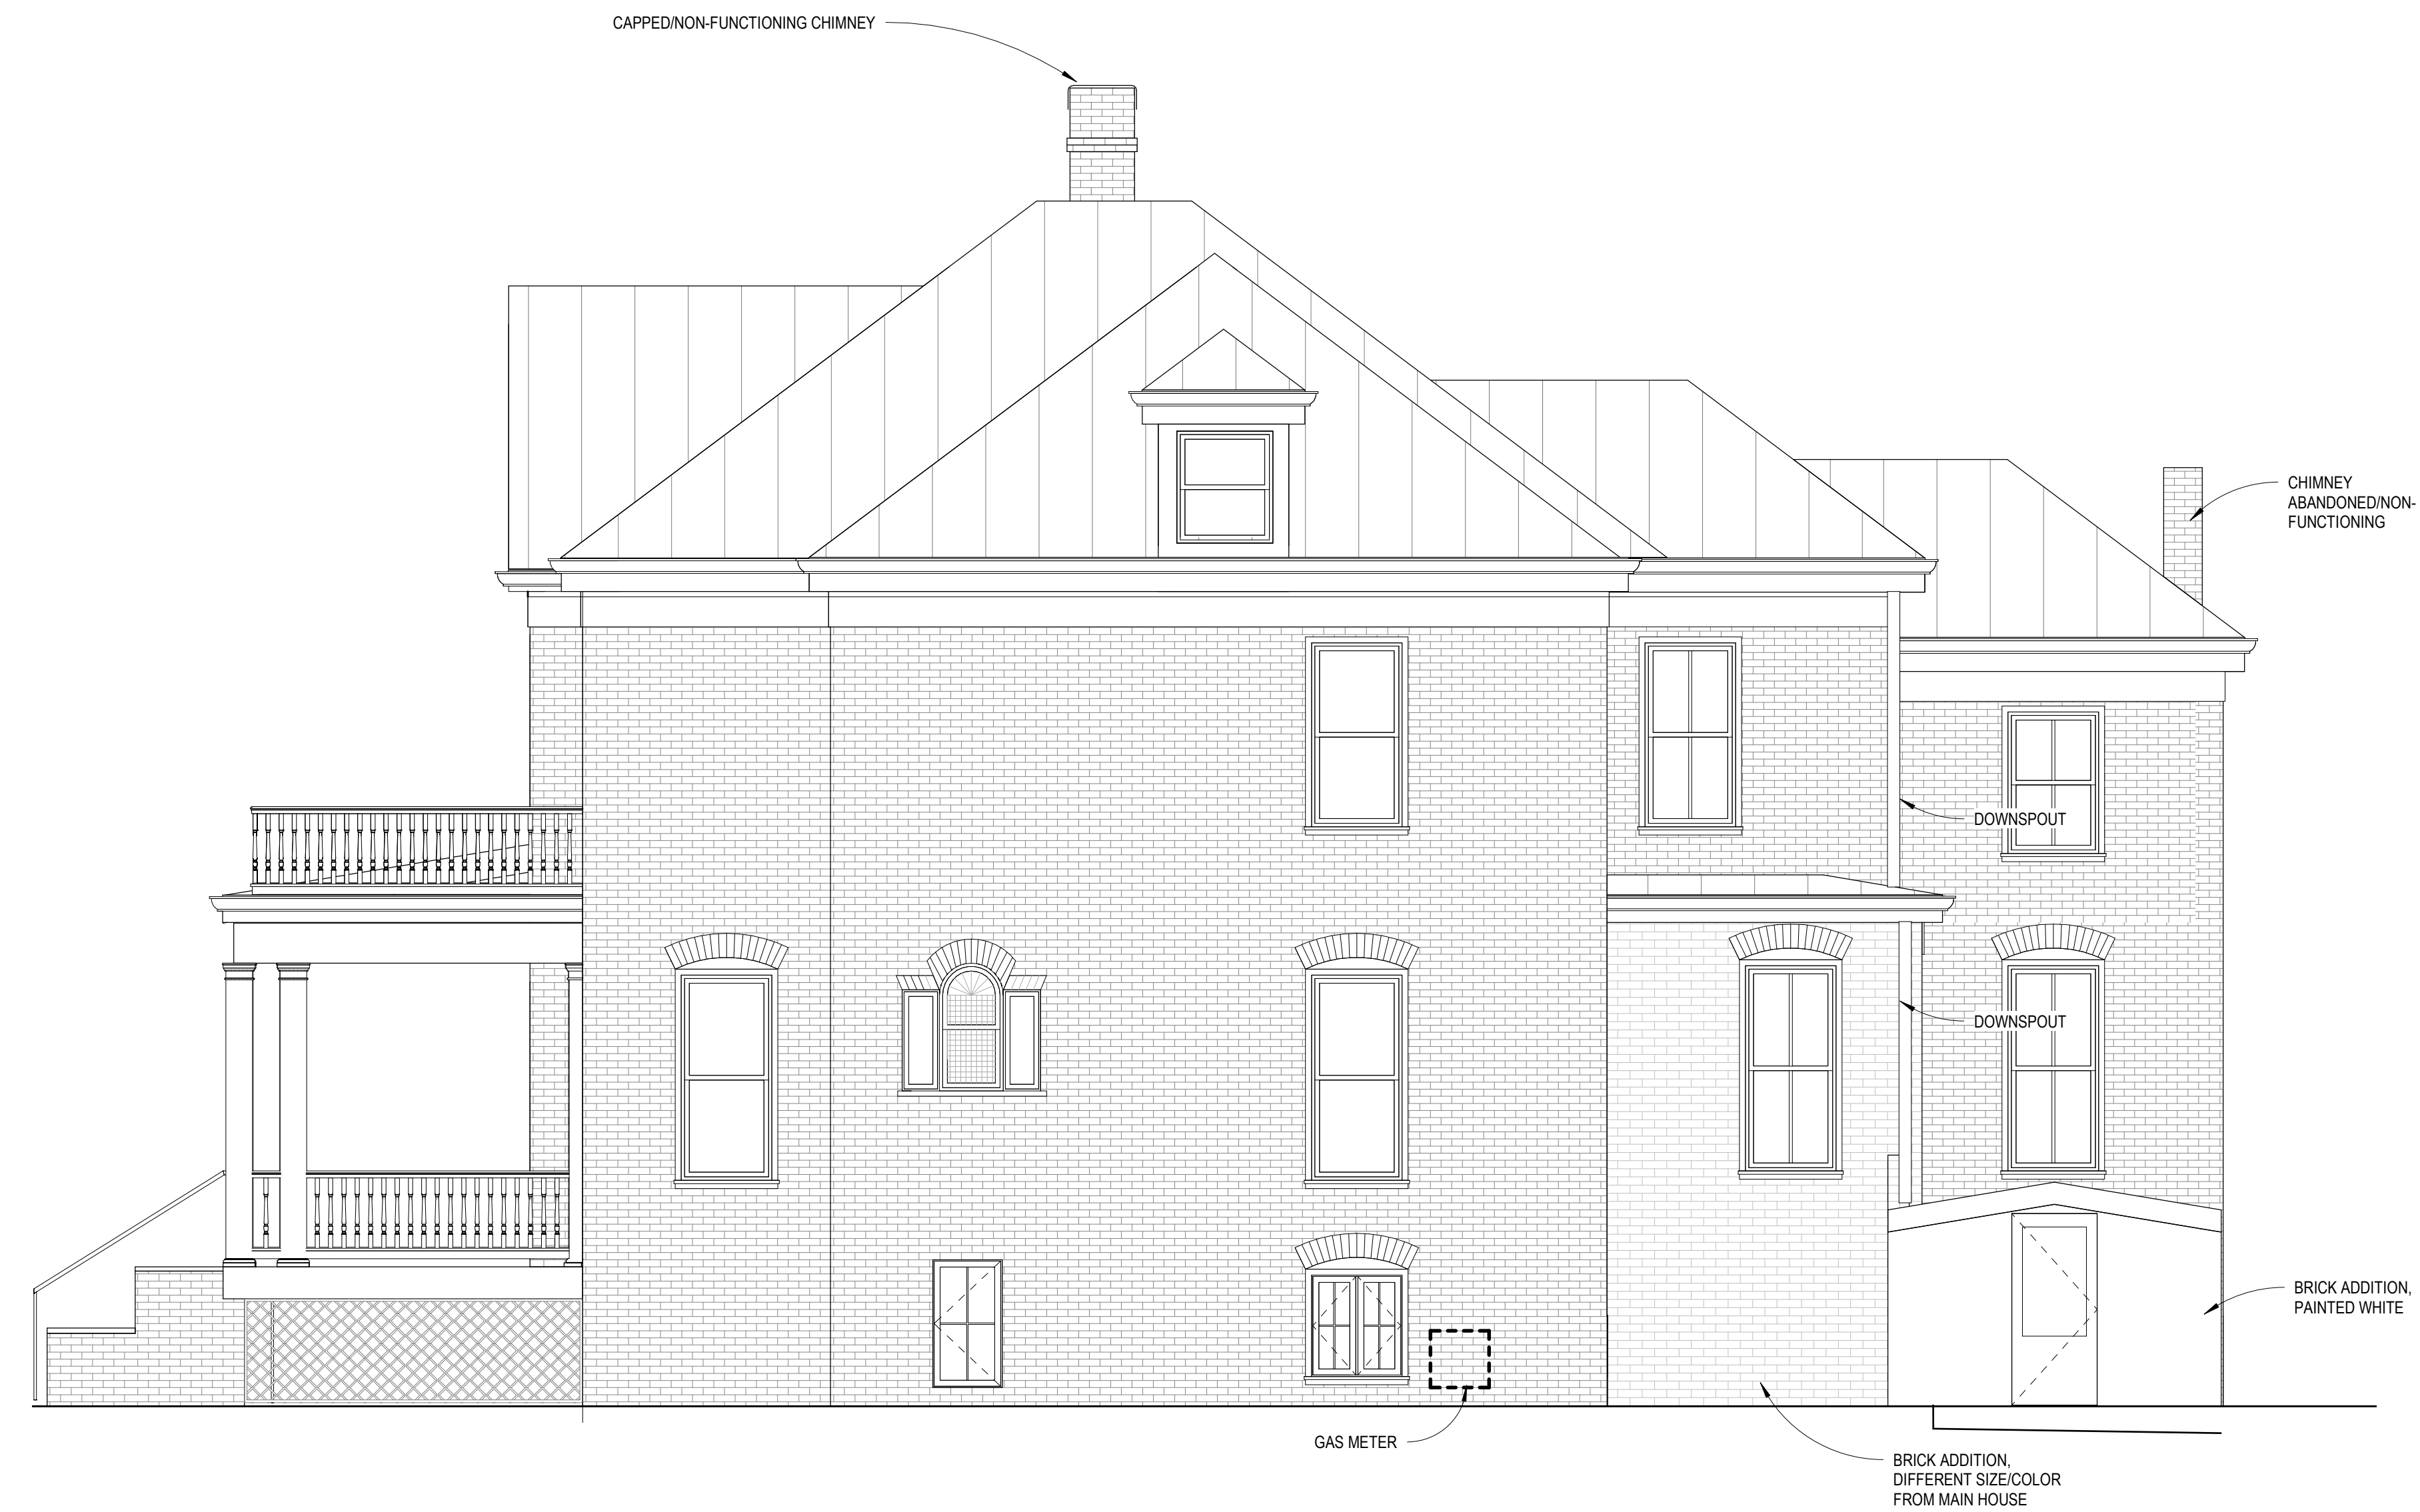 CAPPED/NON-FUNCTIONING CHIMNEY
CHIMNEY
ABANDONED/NON-
FUNCTIONING
DOWNSPOUT
DOWNSPOUT
BRICK ADDITION,
PAINTED WHITE
GAS METER
BRICK ADDITION,
DIFFERENT SIZE/COLOR
FROM MAIN HOUSE